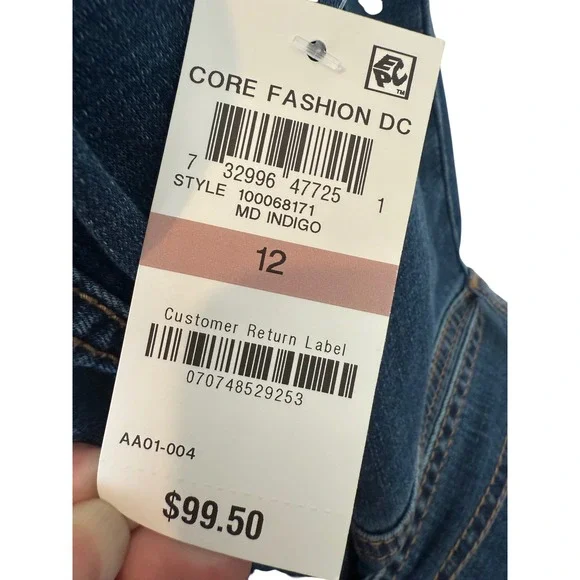 EPC™
CORE FASHION DC
7 32996 47725 1
STYLE 100068171
MD INDIGO
12
Customer Return Label
070748529253
AA01-004
$99.50